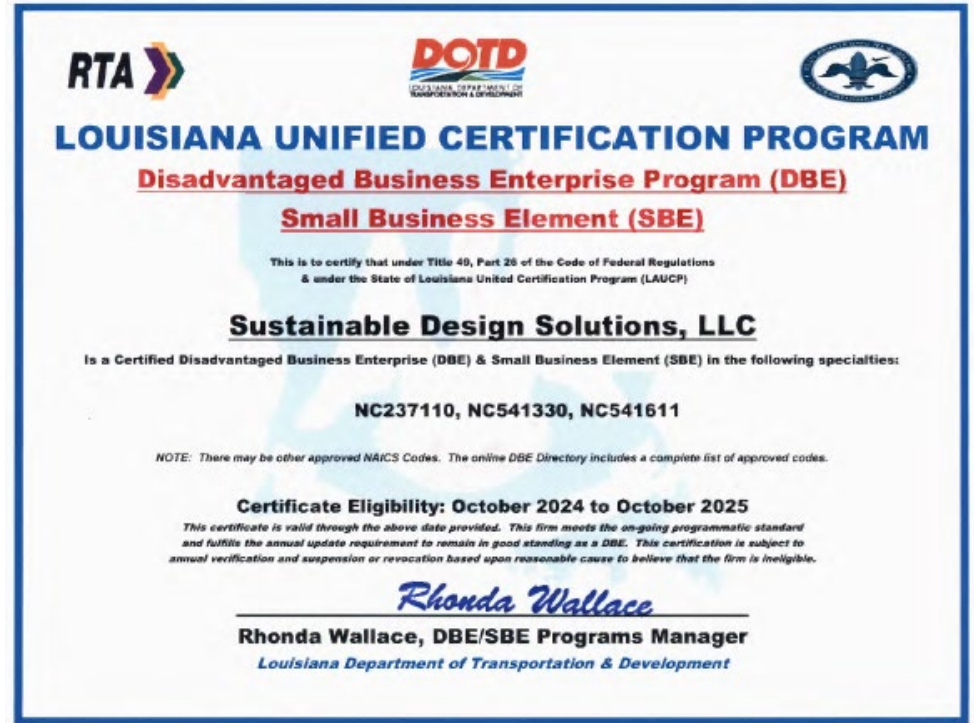 RTA
DOTD
LOUISIANA DEPARTMENT OF
TRANSPORTATION & DEVELOPMENT
LOUISIANA UNIFIED CERTIFICATION PROGRAM
Disadvantaged Business Enterprise Program (DBE)
Small Business Element (SBE)
This is to certify that under Title 49, Part 26 of the Code of Federal Regulations
& under the State of Louisiana United Certification Program (LAUCP)
Sustainable Design Solutions, LLC
Is a Certified Disadvantaged Business Enterprise (DBE) & Small Business Element (SBE) in the following specialties:
NC237110, NC541330, NC541611
NOTE: There may be other approved NAICS Codes. The online DBE Directory includes a complete list of approved codes.
Certificate Eligibility: October 2024 to October 2025
This certificate is valid through the above date provided. This firm meets the on-going programmatic standard
and fulfills the annual update requirement to remain in good standing as a DBE. This certification is subject to
annual verification and suspension or revocation based upon reasonable cause to believe that the firm is ineligible.
Rhonda Wallace
Rhonda Wallace, DBE/SBE Programs Manager
Louisiana Department of Transportation & Development